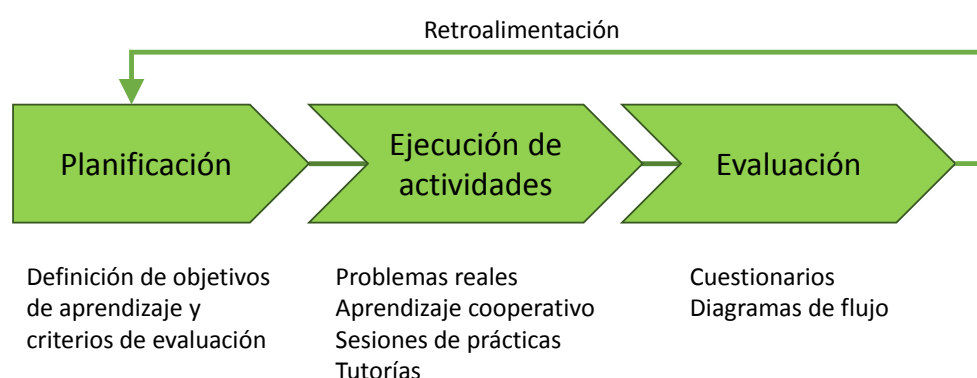 Retroalimentación
Planificación
Ejecución de
actividades
Evaluación
Definición de objetivos
de aprendizaje y
criterios de evaluación
Problemas reales
Aprendizaje cooperativo
Sesiones de prácticas
Tutorías
Cuestionarios
Diagramas de flujo